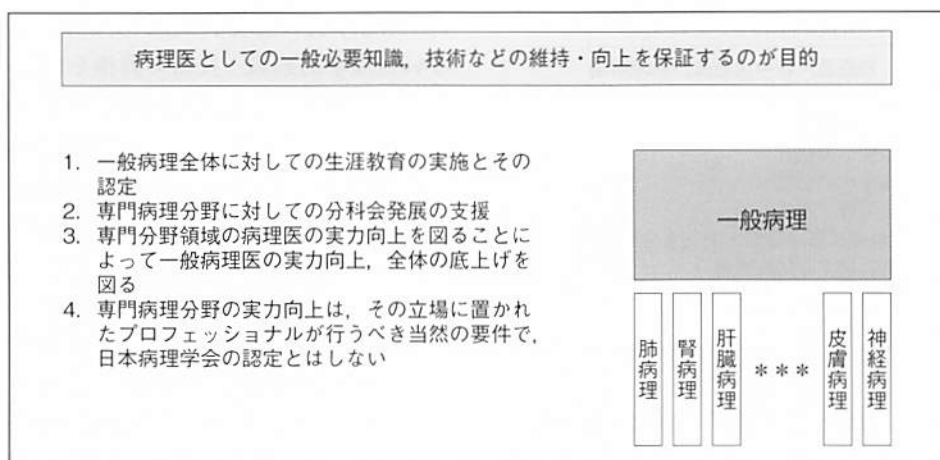 病理医としての一般必要知識，技術などの維持・向上を保証するのが目的
1. 一般病理全体に対しての生涯教育の実施とその
認定
2. 専門病理分野に対しての分科会発展の支援
3. 専門分野領域の病理医の実力向上を図ることに
よって一般病理医の実力向上，全体の底上げを
図る
4. 専門病理分野の実力向上は，その立場に置かれ
たプロフェッショナルが行うべき当然の要件で，
日本病理学会の認定とはしない
一般病理
肺病理
腎病理
肝臓病理
＊＊＊
皮膚病理
神経病理